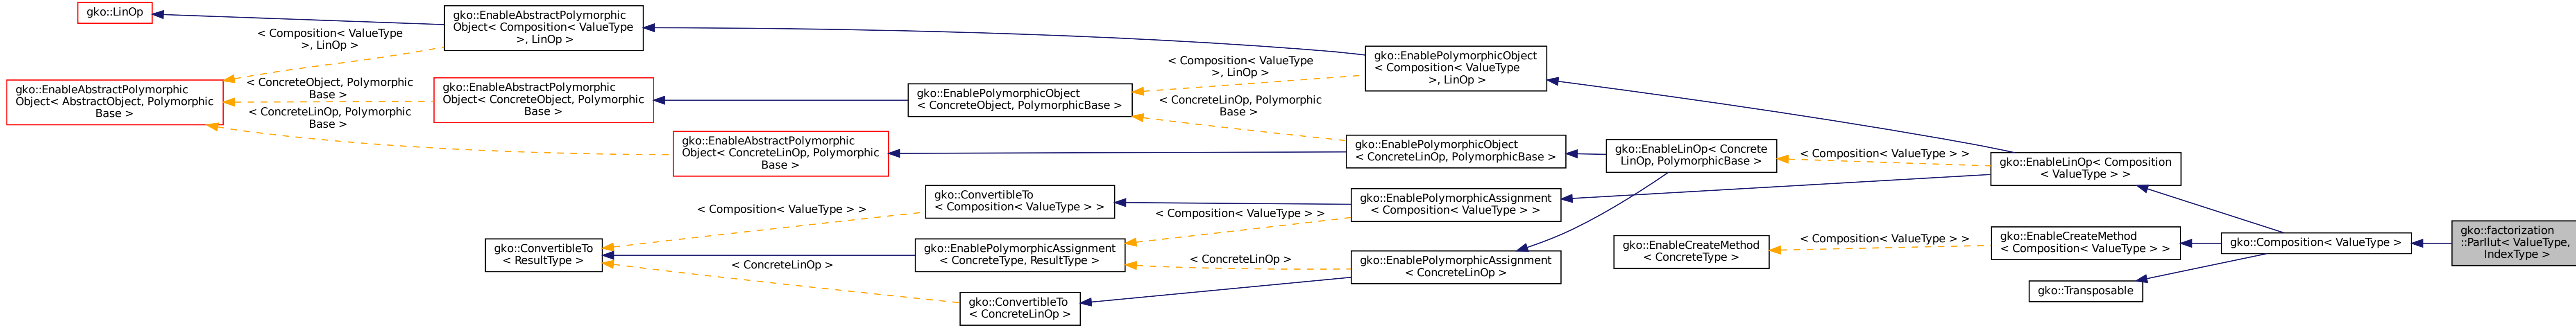 gko::LinOp
gko::EnableAbstractPolymorphic
Object< Composition< ValueType
>, LinOp >
< Composition< ValueType
>, LinOp >
gko::EnableAbstractPolymorphic
Object< AbstractObject, Polymorphic
Base >
< ConcreteObject, Polymorphic
Base >
< ConcreteLinOp, Polymorphic
Base >
gko::EnableAbstractPolymorphic
Object< ConcreteObject, Polymorphic
Base >
gko::EnableAbstractPolymorphic
Object< ConcreteLinOp, Polymorphic
Base >
gko::EnablePolymorphicObject
< ConcreteObject, PolymorphicBase >
< Composition< ValueType
>, LinOp >
< ConcreteLinOp, Polymorphic
Base >
gko::EnablePolymorphicObject
< Composition< ValueType
>, LinOp >
gko::EnablePolymorphicObject
< ConcreteLinOp, PolymorphicBase >
gko::EnableLinOp< Concrete
LinOp, PolymorphicBase >
< Composition< ValueType > >
gko::EnableLinOp< Composition
< ValueType > >
gko::ConvertibleTo
< ResultType >
< Composition< ValueType > >
gko::ConvertibleTo
< Composition< ValueType > >
gko::EnablePolymorphicAssignment
< ConcreteType, ResultType >
< ConcreteLinOp >
gko::ConvertibleTo
< ConcreteLinOp >
< Composition< ValueType > >
< ConcreteLinOp >
gko::EnablePolymorphicAssignment
< Composition< ValueType > >
gko::EnablePolymorphicAssignment
< ConcreteLinOp >
gko::EnableCreateMethod
< ConcreteType >
< Composition< ValueType > >
gko::EnableCreateMethod
< Composition< ValueType > >
gko::Transposable
gko::Composition< ValueType >
gko::factorization
::ParIlut< ValueType,
IndexType >